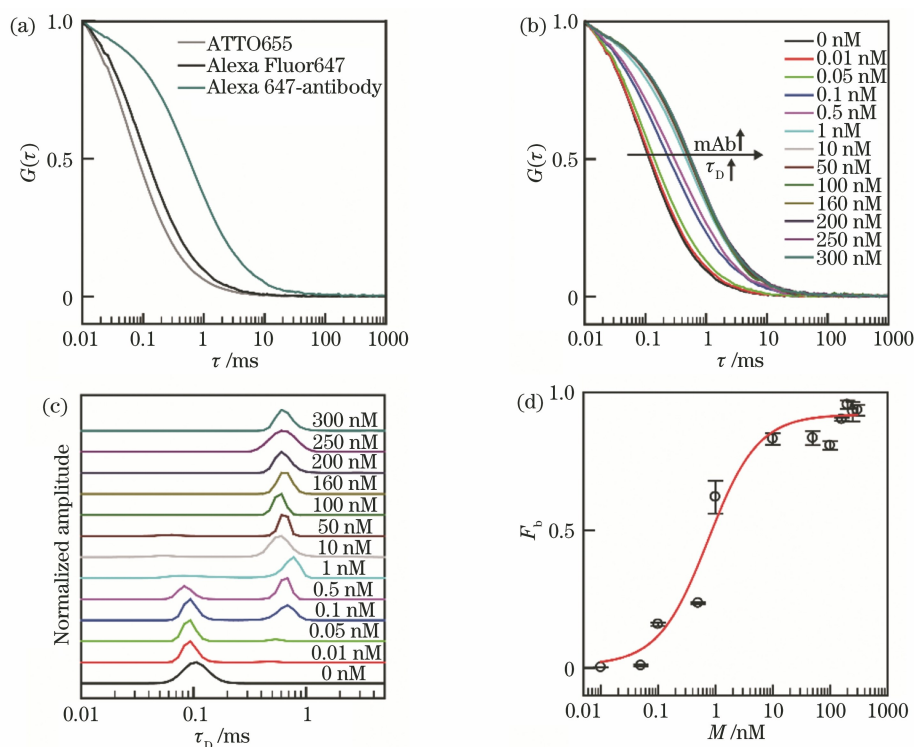 (a)
1.0
0.5
0
G(τ)
ATTO655
Alexa Fluor647
Alexa 647-antibody
0.01
0.1
1
10
100
1000
τ /ms
(b)
1.0
0.5
0
G(τ)
mAb
τD
0 nM
0.01 nM
0.05 nM
0.1 nM
0.5 nM
1 nM
10 nM
50 nM
100 nM
160 nM
200 nM
250 nM
300 nM
0.01
0.1
1
10
100
1000
τ /ms
(c)
Normalized amplitude
300 nM
250 nM
200 nM
160 nM
100 nM
50 nM
10 nM
1 nM
0.5 nM
0.1 nM
0.05 nM
0.01 nM
0 nM
0.01
0.1
1
τD /ms
(d)
1.0
0.5
0
Fb
0.01
0.1
1
10
100
1000
M /nM